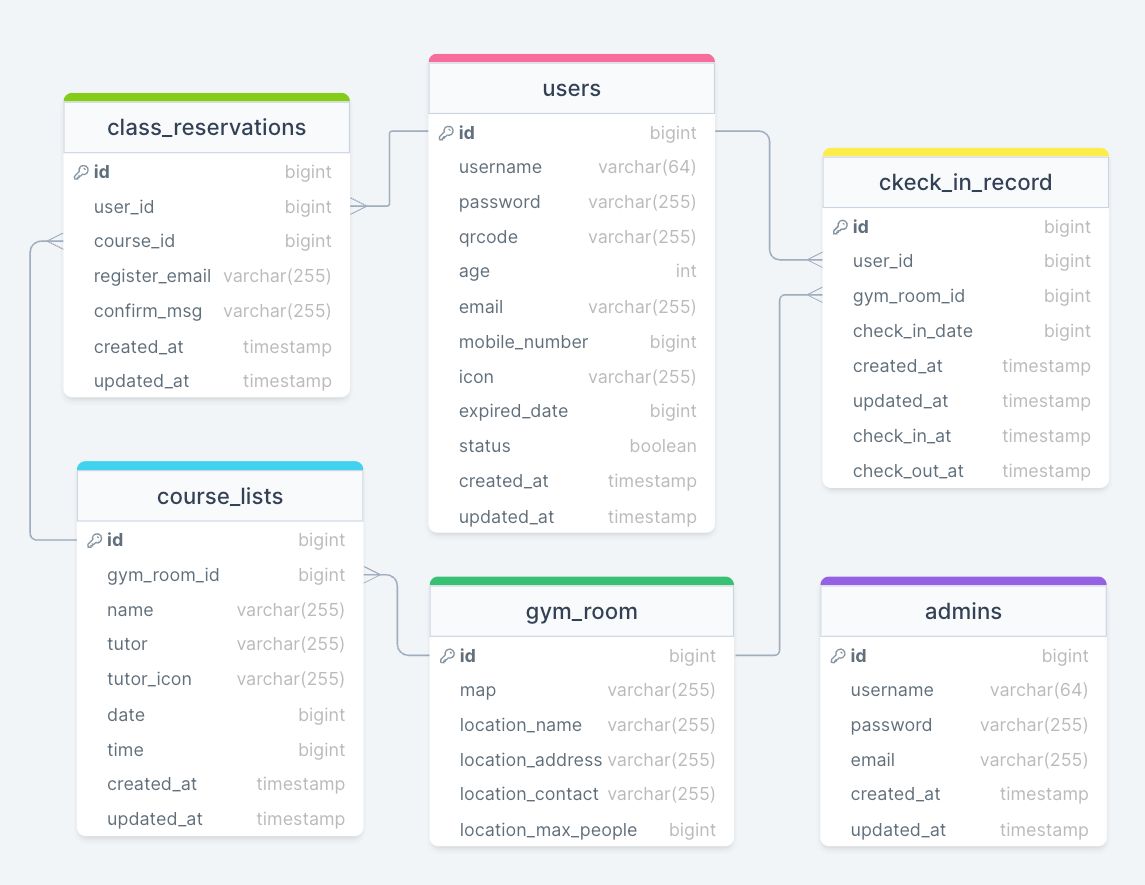 class_reservations
id bigint
user_id bigint
course_id bigint
register_email varchar(255)
confirm_msg varchar(255)
created_at timestamp
updated_at timestamp
users
id bigint
username varchar(64)
password varchar(255)
qrcode varchar(255)
age int
email varchar(255)
mobile_number bigint
icon varchar(255)
expired_date bigint
status boolean
created_at timestamp
updated_at timestamp
ckeck_in_record
id bigint
user_id bigint
gym_room_id bigint
check_in_date bigint
created_at timestamp
updated_at timestamp
check_in_at timestamp
check_out_at timestamp
course_lists
id bigint
gym_room_id bigint
name varchar(255)
tutor varchar(255)
tutor_icon varchar(255)
date bigint
time bigint
created_at timestamp
updated_at timestamp
gym_room
id bigint
map varchar(255)
location_name varchar(255)
location_address varchar(255)
location_contact varchar(255)
location_max_people bigint
admins
id bigint
username varchar(64)
password varchar(255)
email varchar(255)
created_at timestamp
updated_at timestamp